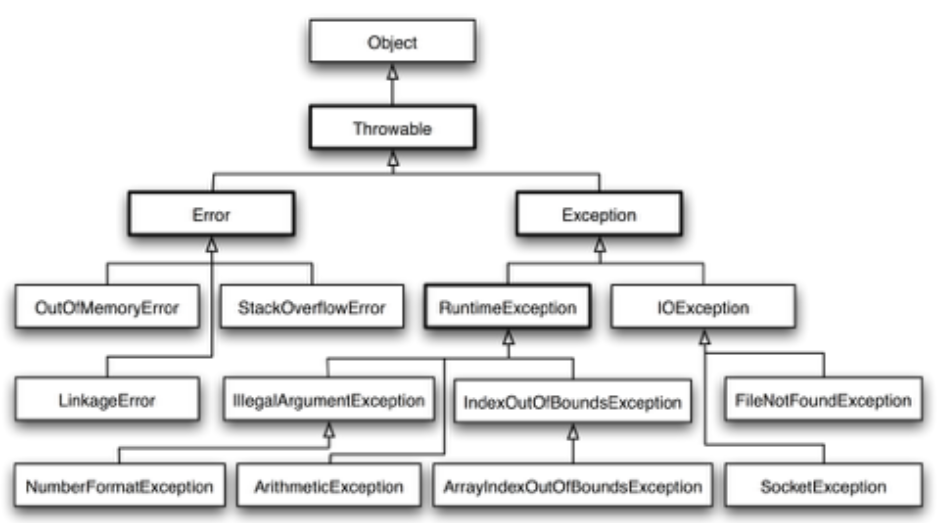 Object
Throwable
Error
Exception
OutOfMemoryError
StackOverflowError
RuntimeException
IOException
LinkageError
IllegalArgumentException
IndexOutOfBoundsException
FileNotFoundException
NumberFormatException
ArithmeticException
ArrayIndexOutOfBoundsException
SocketException